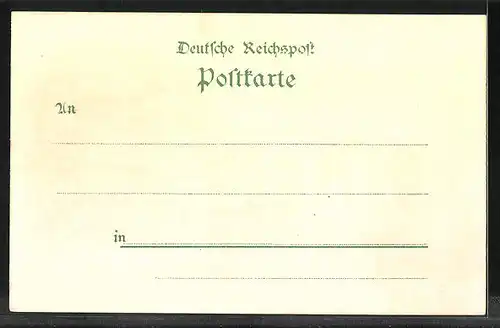 Deutsche Reichspost
Postkarte
An
in